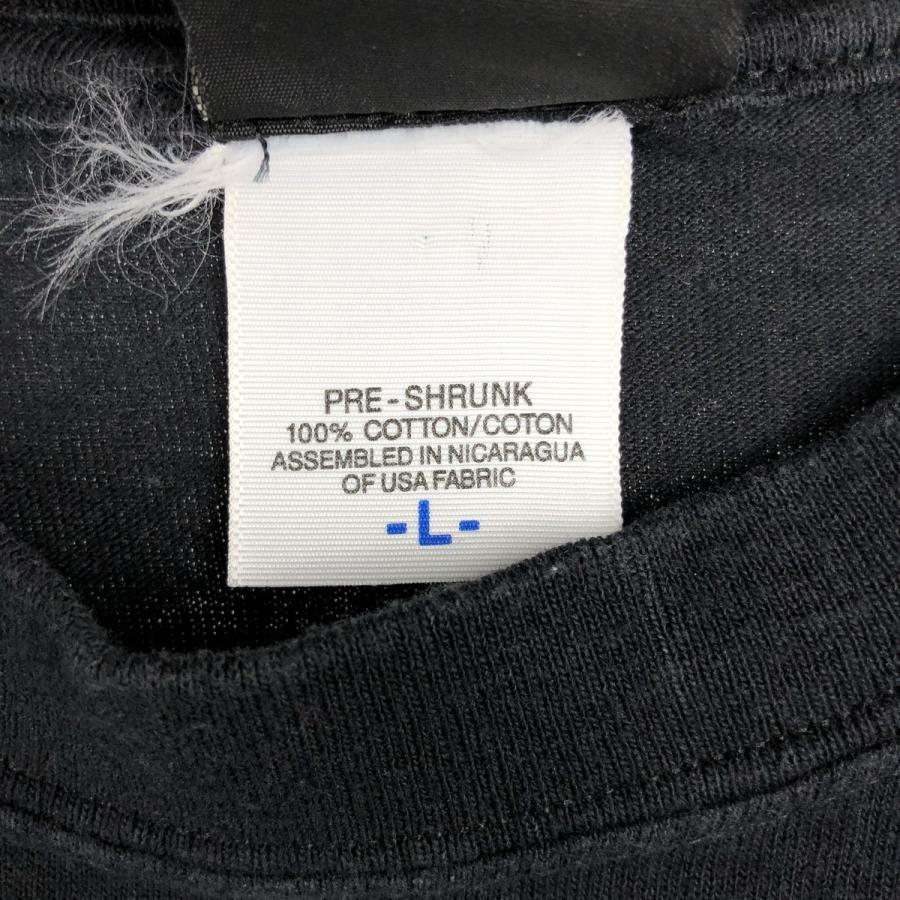 PRE-SHRUNK
100% COTTON/COTON
ASSEMBLED IN NICARAGUA
OF USA FABRIC
-L-